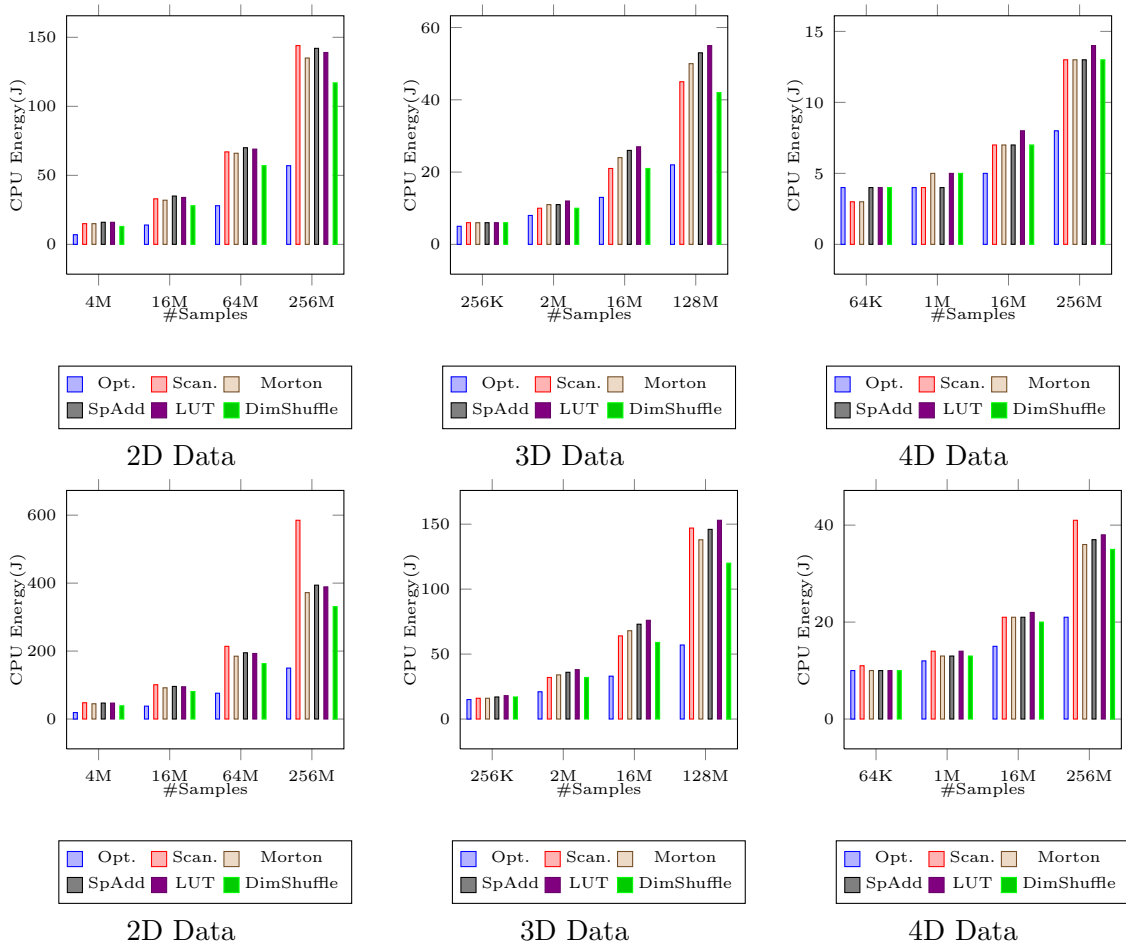 150
100
50
0
CPU Energy(J)
4M 16M 64M 256M
#Samples
Opt. Scan. Morton
SpAdd LUT DimShuffle
2D Data
60
40
20
0
CPU Energy(J)
256K 2M 16M 128M
#Samples
Opt. Scan. Morton
SpAdd LUT DimShuffle
3D Data
15
10
5
0
CPU Energy(J)
64K 1M 16M 256M
#Samples
Opt. Scan. Morton
SpAdd LUT DimShuffle
4D Data
600
400
200
0
CPU Energy(J)
4M 16M 64M 256M
#Samples
Opt. Scan. Morton
SpAdd LUT DimShuffle
2D Data
150
100
50
0
CPU Energy(J)
256K 2M 16M 128M
#Samples
Opt. Scan. Morton
SpAdd LUT DimShuffle
3D Data
40
20
0
CPU Energy(J)
64K 1M 16M 256M
#Samples
Opt. Scan. Morton
SpAdd LUT DimShuffle
4D Data